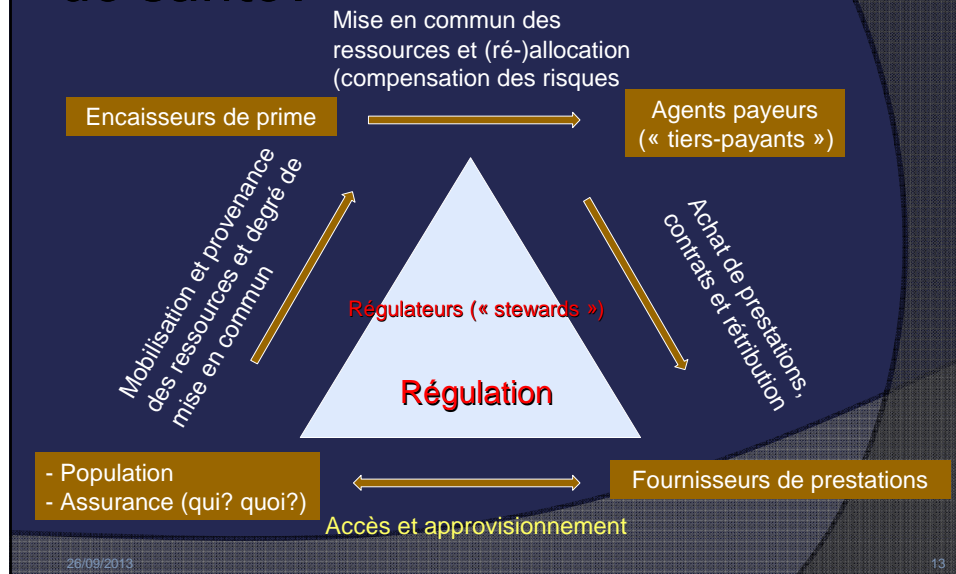 de santé?
Mise en commun des
ressources et (ré-)allocation
(compensation des risques
Encaisseurs de prime
Agents payeurs
(« tiers-payants »)
Mobilisation et provenance
des ressources et degré de
mise en commun
Achat de prestations,
contrats et rétribution
Régulateurs (« stewards »)
Régulation
- Population
- Assurance (qui? quoi?)
Fournisseurs de prestations
Accès et approvisionnement
26/09/2013
13